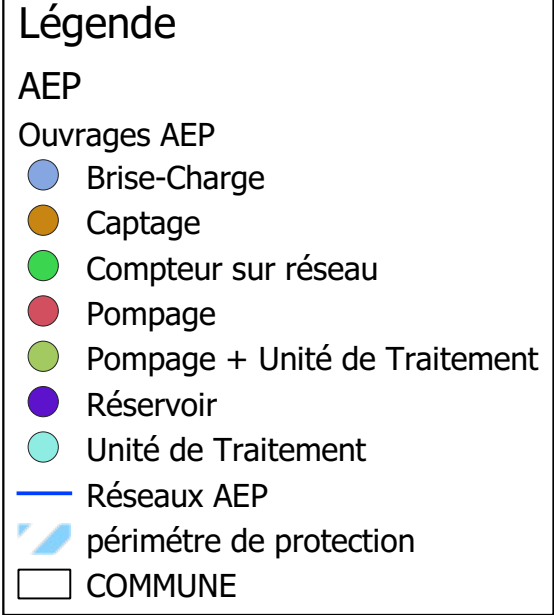 Légende
AEP
Ouvrages AEP
Brise-Charge
Captage
Compteur sur réseau
Pompage
Pompage + Unité de Traitement
Réservoir
Unité de Traitement
Réseaux AEP
périmétre de protection
COMMUNE